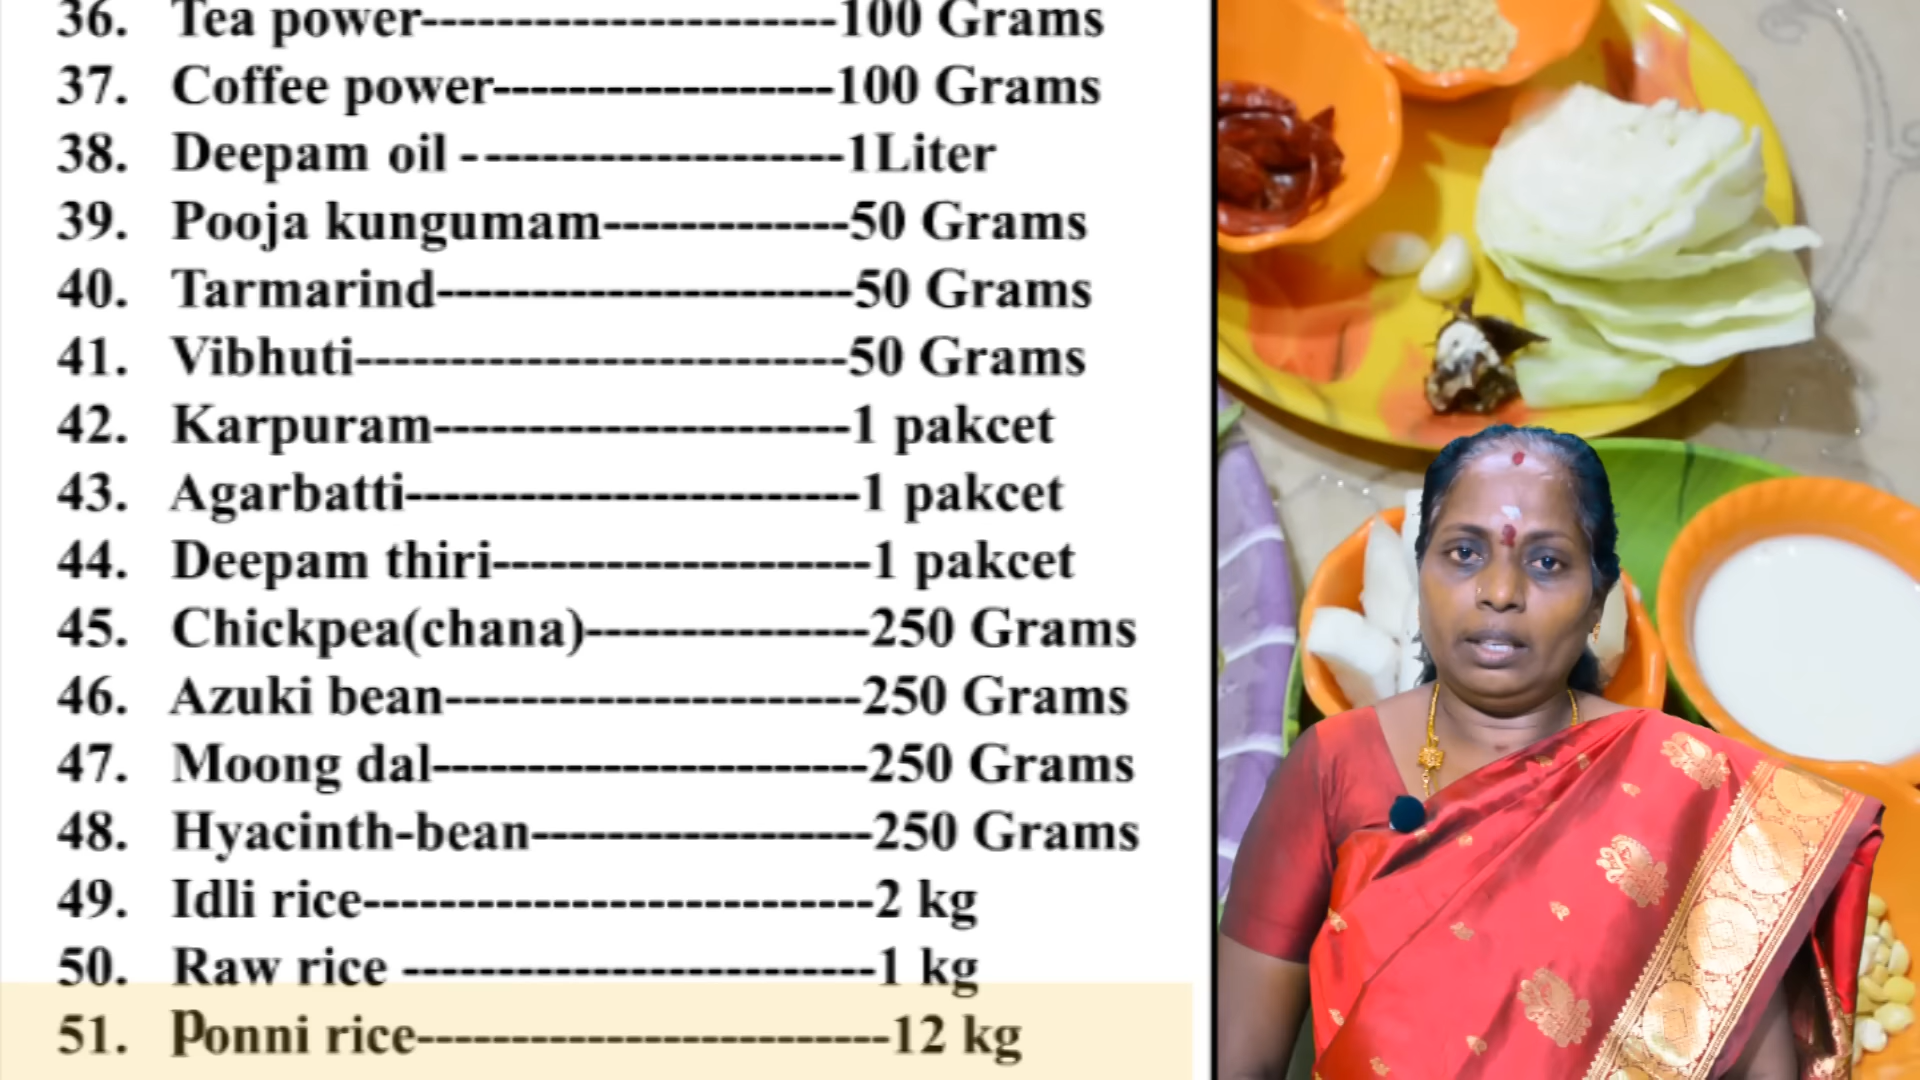 36. Tea power----------------------100 Grams
37. Coffee power------------------100 Grams
38. Deepam oil --------------------1Liter
39. Pooja kungumam-------------50 Grams
40. Tarmarind----------------------50 Grams
41. Vibhuti--------------------------50 Grams
42. Karpuram----------------------1 pakcet
43. Agarbatti------------------------1 pakcet
44. Deepam thiri--------------------1 pakcet
45. Chickpea(chana)---------------250 Grams
46. Azuki bean----------------------250 Grams
47. Moong dal-----------------------250 Grams
48. Hyacinth-bean------------------250 Grams
49. Idli rice---------------------------2 kg
50. Raw rice -------------------------1 kg
51. Ponni rice-------------------------12 kg